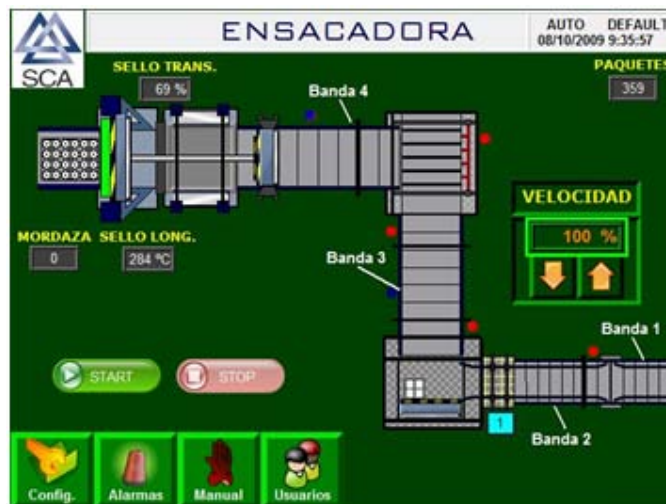 ENSACADORA
AUTO DEFAULT
08/10/2009 9:35:57
SCA
SELLO TRANS.
69 %
Banda 4
PAQUETES
359
VELOCIDAD
100 %
MORDAZA SELLO LONG.
0 284 ºC
Banda 3
Banda 1
START STOP
1
Banda 2
Config. Alarmas Manual Usuarios